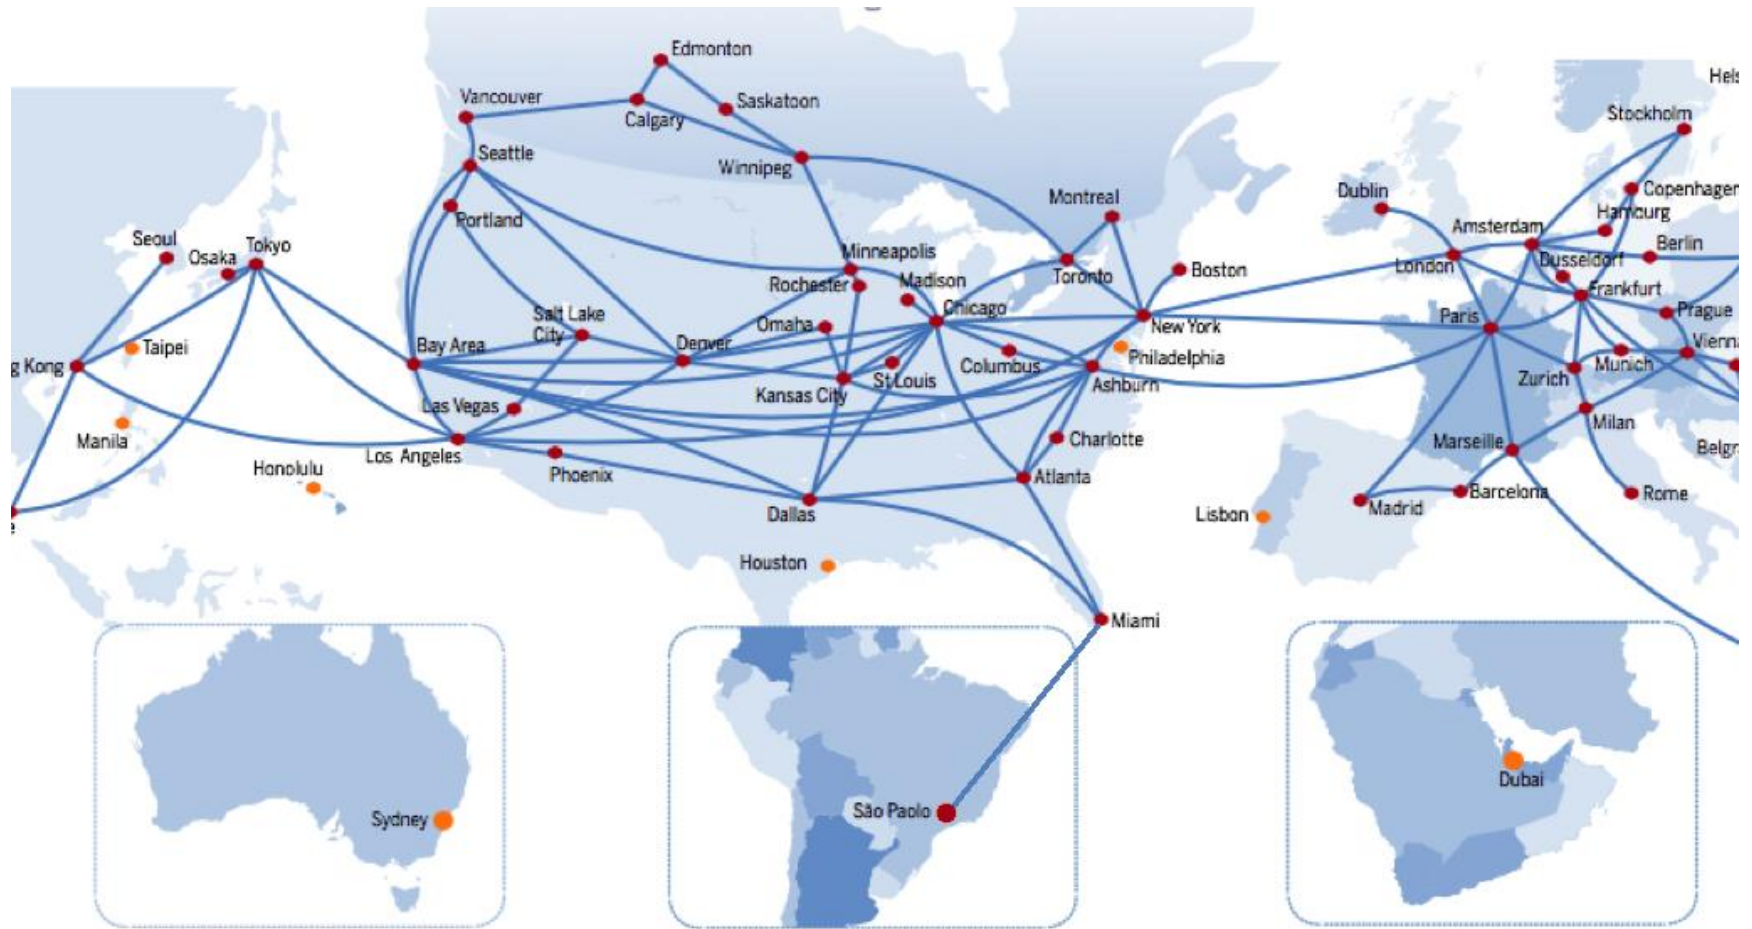 Edmonton
Vancouver
Saskatoon
Calgary
Seattle
Winnipeg
Portland
Montreal
Minneapolis
Toronto
Boston
Rochester
Madison
Chicago
Salt Lake
City
Omaha
New York
Bay Area
Denver
Columbus
Philadelphia
St Louis
Kansas City
Ashburn
Las Vegas
Charlotte
Los Angeles
Phoenix
Atlanta
Dallas
Houston
Miami
Seoul
Osaka
Tokyo
Taipei
g Kong
Manila
Honolulu
e
Hels
Stockholm
Dublin
Copenhagen
Hamburg
Amsterdam
Berlin
London
Dusseldorf
Frankfurt
Paris
Prague
Vienna
Munich
Zurich
Milan
Marseille
Belgr
Barcelona
Rome
Madrid
Lisbon
Sydney
São Paolo
Dubai